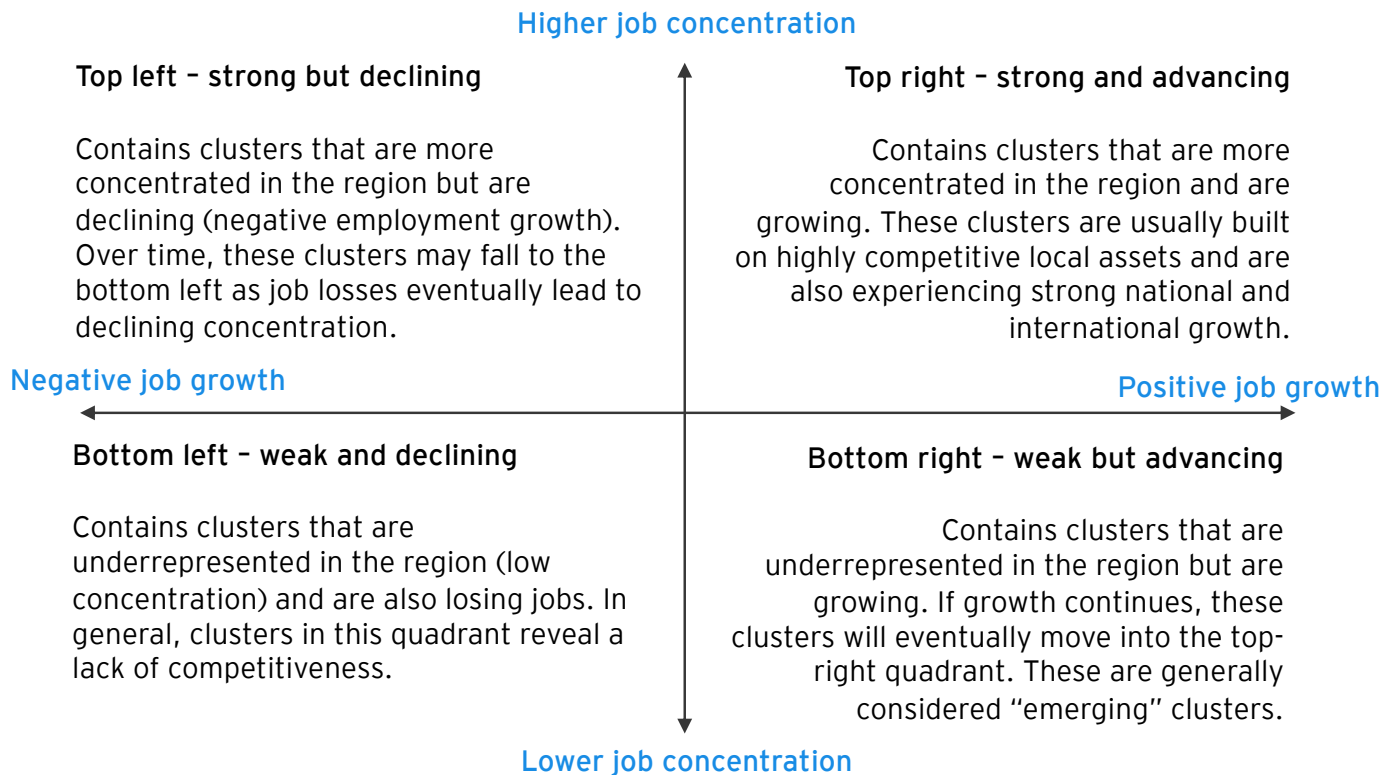 Higher job concentration
Top left – strong but declining
Contains clusters that are more
concentrated in the region but are
declining (negative employment growth).
Over time, these clusters may fall to the
bottom left as job losses eventually lead to
declining concentration.
Top right – strong and advancing
Contains clusters that are more
concentrated in the region and are
growing. These clusters are usually built
on highly competitive local assets and are
also experiencing strong national and
international growth.
Negative job growth
Positive job growth
Bottom left – weak and declining
Contains clusters that are
underrepresented in the region (low
concentration) and are also losing jobs. In
general, clusters in this quadrant reveal a
lack of competitiveness.
Bottom right – weak but advancing
Contains clusters that are
underrepresented in the region but are
growing. If growth continues, these
clusters will eventually move into the top-
right quadrant. These are generally
considered “emerging” clusters.
Lower job concentration